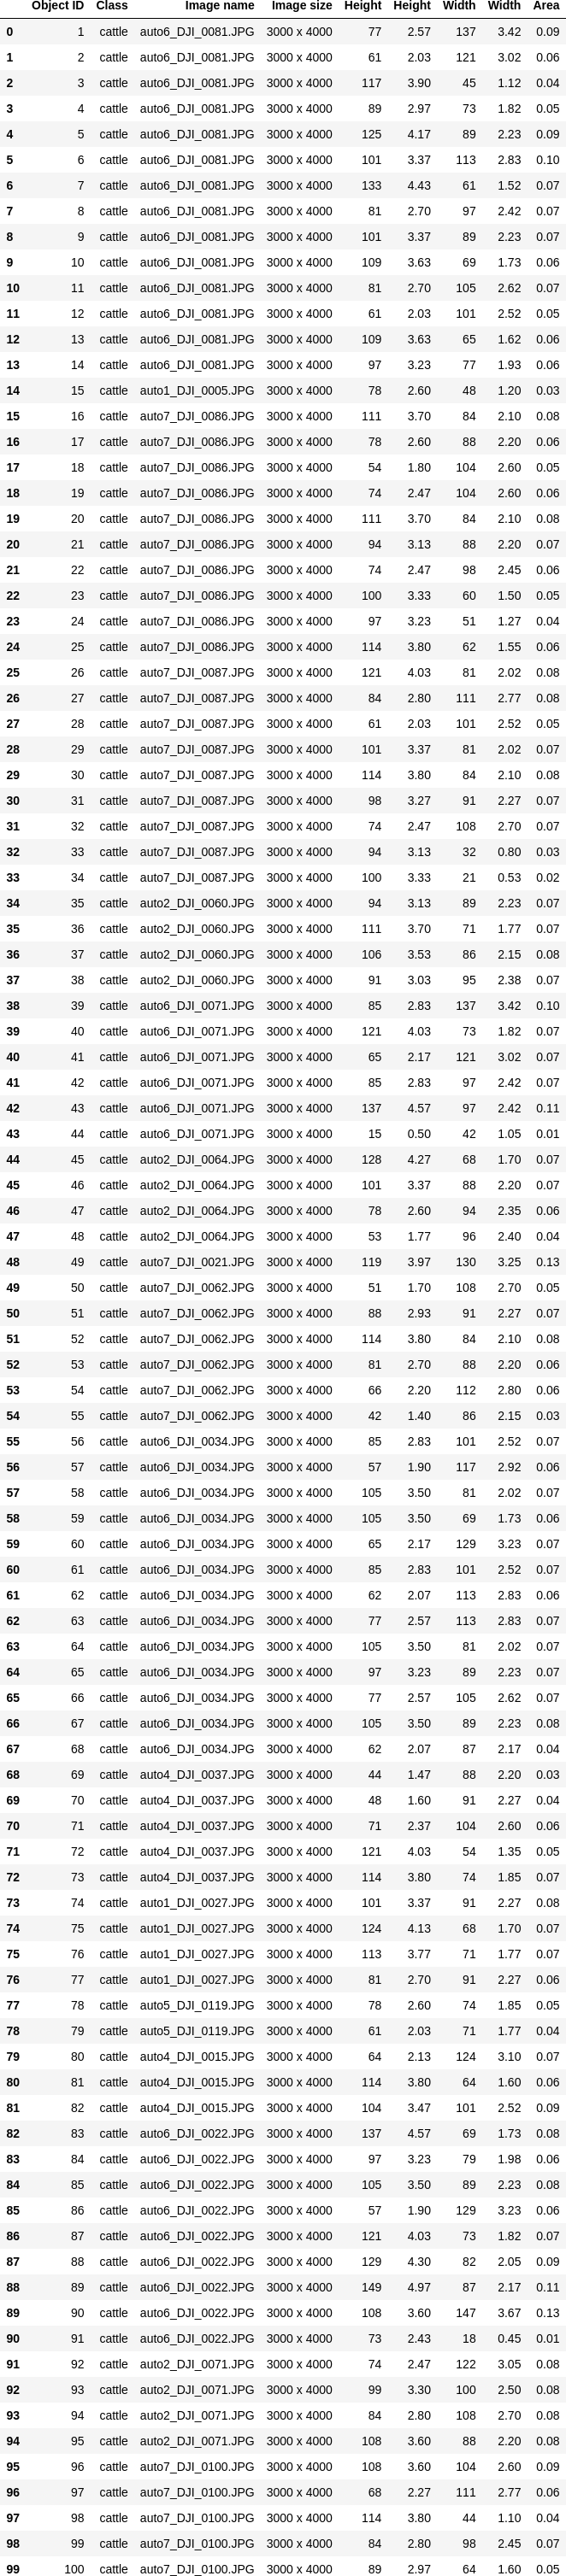 Object ID Class Image name Image size Height Height Width Width Area
0 1 cattle auto6_DJI_0081.JPG 3000 x 4000 77 2.57 137 3.42 0.09
1 2 cattle auto6_DJI_0081.JPG 3000 x 4000 61 2.03 121 3.02 0.06
2 3 cattle auto6_DJI_0081.JPG 3000 x 4000 117 3.90 45 1.12 0.04
3 4 cattle auto6_DJI_0081.JPG 3000 x 4000 89 2.97 73 1.82 0.05
4 5 cattle auto6_DJI_0081.JPG 3000 x 4000 125 4.17 89 2.23 0.09
5 6 cattle auto6_DJI_0081.JPG 3000 x 4000 101 3.37 113 2.83 0.10
6 7 cattle auto6_DJI_0081.JPG 3000 x 4000 133 4.43 61 1.52 0.07
7 8 cattle auto6_DJI_0081.JPG 3000 x 4000 81 2.70 97 2.42 0.07
8 9 cattle auto6_DJI_0081.JPG 3000 x 4000 101 3.37 89 2.23 0.07
9 10 cattle auto6_DJI_0081.JPG 3000 x 4000 109 3.63 69 1.73 0.06
10 11 cattle auto6_DJI_0081.JPG 3000 x 4000 81 2.70 105 2.62 0.07
11 12 cattle auto6_DJI_0081.JPG 3000 x 4000 61 2.03 101 2.52 0.05
12 13 cattle auto6_DJI_0081.JPG 3000 x 4000 109 3.63 65 1.62 0.06
13 14 cattle auto6_DJI_0081.JPG 3000 x 4000 97 3.23 77 1.93 0.06
14 15 cattle auto1_DJI_0005.JPG 3000 x 4000 78 2.60 48 1.20 0.03
15 16 cattle auto7_DJI_0086.JPG 3000 x 4000 111 3.70 84 2.10 0.08
16 17 cattle auto7_DJI_0086.JPG 3000 x 4000 78 2.60 88 2.20 0.06
17 18 cattle auto7_DJI_0086.JPG 3000 x 4000 54 1.80 104 2.60 0.05
18 19 cattle auto7_DJI_0086.JPG 3000 x 4000 74 2.47 104 2.60 0.06
19 20 cattle auto7_DJI_0086.JPG 3000 x 4000 111 3.70 84 2.10 0.08
20 21 cattle auto7_DJI_0086.JPG 3000 x 4000 94 3.13 88 2.20 0.07
21 22 cattle auto7_DJI_0086.JPG 3000 x 4000 74 2.47 98 2.45 0.06
22 23 cattle auto7_DJI_0086.JPG 3000 x 4000 100 3.33 60 1.50 0.05
23 24 cattle auto7_DJI_0086.JPG 3000 x 4000 97 3.23 51 1.27 0.04
24 25 cattle auto7_DJI_0086.JPG 3000 x 4000 114 3.80 62 1.55 0.06
25 26 cattle auto7_DJI_0087.JPG 3000 x 4000 121 4.03 81 2.02 0.08
26 27 cattle auto7_DJI_0087.JPG 3000 x 4000 84 2.80 111 2.77 0.08
27 28 cattle auto7_DJI_0087.JPG 3000 x 4000 61 2.03 101 2.52 0.05
28 29 cattle auto7_DJI_0087.JPG 3000 x 4000 101 3.37 81 2.02 0.07
29 30 cattle auto7_DJI_0087.JPG 3000 x 4000 114 3.80 84 2.10 0.08
30 31 cattle auto7_DJI_0087.JPG 3000 x 4000 98 3.27 91 2.27 0.07
31 32 cattle auto7_DJI_0087.JPG 3000 x 4000 74 2.47 108 2.70 0.07
32 33 cattle auto7_DJI_0087.JPG 3000 x 4000 94 3.13 32 0.80 0.03
33 34 cattle auto7_DJI_0087.JPG 3000 x 4000 100 3.33 21 0.53 0.02
34 35 cattle auto2_DJI_0060.JPG 3000 x 4000 94 3.13 89 2.23 0.07
35 36 cattle auto2_DJI_0060.JPG 3000 x 4000 111 3.70 71 1.77 0.07
36 37 cattle auto2_DJI_0060.JPG 3000 x 4000 106 3.53 86 2.15 0.08
37 38 cattle auto2_DJI_0060.JPG 3000 x 4000 91 3.03 95 2.38 0.07
38 39 cattle auto6_DJI_0071.JPG 3000 x 4000 85 2.83 137 3.42 0.10
39 40 cattle auto6_DJI_0071.JPG 3000 x 4000 121 4.03 73 1.82 0.07
40 41 cattle auto6_DJI_0071.JPG 3000 x 4000 65 2.17 121 3.02 0.07
41 42 cattle auto6_DJI_0071.JPG 3000 x 4000 85 2.83 97 2.42 0.07
42 43 cattle auto6_DJI_0071.JPG 3000 x 4000 137 4.57 97 2.42 0.11
43 44 cattle auto6_DJI_0071.JPG 3000 x 4000 15 0.50 42 1.05 0.01
44 45 cattle auto2_DJI_0064.JPG 3000 x 4000 128 4.27 68 1.70 0.07
45 46 cattle auto2_DJI_0064.JPG 3000 x 4000 101 3.37 88 2.20 0.07
46 47 cattle auto2_DJI_0064.JPG 3000 x 4000 78 2.60 94 2.35 0.06
47 48 cattle auto2_DJI_0064.JPG 3000 x 4000 53 1.77 96 2.40 0.04
48 49 cattle auto7_DJI_0021.JPG 3000 x 4000 119 3.97 130 3.25 0.13
49 50 cattle auto7_DJI_0062.JPG 3000 x 4000 51 1.70 108 2.70 0.05
50 51 cattle auto7_DJI_0062.JPG 3000 x 4000 88 2.93 91 2.27 0.07
51 52 cattle auto7_DJI_0062.JPG 3000 x 4000 114 3.80 84 2.10 0.08
52 53 cattle auto7_DJI_0062.JPG 3000 x 4000 81 2.70 88 2.20 0.06
53 54 cattle auto7_DJI_0062.JPG 3000 x 4000 66 2.20 112 2.80 0.06
54 55 cattle auto7_DJI_0062.JPG 3000 x 4000 42 1.40 86 2.15 0.03
55 56 cattle auto6_DJI_0034.JPG 3000 x 4000 85 2.83 101 2.52 0.07
56 57 cattle auto6_DJI_0034.JPG 3000 x 4000 57 1.90 117 2.92 0.06
57 58 cattle auto6_DJI_0034.JPG 3000 x 4000 105 3.50 81 2.02 0.07
58 59 cattle auto6_DJI_0034.JPG 3000 x 4000 105 3.50 69 1.73 0.06
59 60 cattle auto6_DJI_0034.JPG 3000 x 4000 65 2.17 129 3.23 0.07
60 61 cattle auto6_DJI_0034.JPG 3000 x 4000 85 2.83 101 2.52 0.07
61 62 cattle auto6_DJI_0034.JPG 3000 x 4000 62 2.07 113 2.83 0.06
62 63 cattle auto6_DJI_0034.JPG 3000 x 4000 77 2.57 113 2.83 0.07
63 64 cattle auto6_DJI_0034.JPG 3000 x 4000 105 3.50 81 2.02 0.07
64 65 cattle auto6_DJI_0034.JPG 3000 x 4000 97 3.23 89 2.23 0.07
65 66 cattle auto6_DJI_0034.JPG 3000 x 4000 77 2.57 105 2.62 0.07
66 67 cattle auto6_DJI_0034.JPG 3000 x 4000 105 3.50 89 2.23 0.08
67 68 cattle auto6_DJI_0034.JPG 3000 x 4000 62 2.07 87 2.17 0.04
68 69 cattle auto4_DJI_0037.JPG 3000 x 4000 44 1.47 88 2.20 0.03
69 70 cattle auto4_DJI_0037.JPG 3000 x 4000 48 1.60 91 2.27 0.04
70 71 cattle auto4_DJI_0037.JPG 3000 x 4000 71 2.37 104 2.60 0.06
71 72 cattle auto4_DJI_0037.JPG 3000 x 4000 121 4.03 54 1.35 0.05
72 73 cattle auto4_DJI_0037.JPG 3000 x 4000 114 3.80 74 1.85 0.07
73 74 cattle auto1_DJI_0027.JPG 3000 x 4000 101 3.37 91 2.27 0.08
74 75 cattle auto1_DJI_0027.JPG 3000 x 4000 124 4.13 68 1.70 0.07
75 76 cattle auto1_DJI_0027.JPG 3000 x 4000 113 3.77 71 1.77 0.07
76 77 cattle auto1_DJI_0027.JPG 3000 x 4000 81 2.70 91 2.27 0.06
77 78 cattle auto5_DJI_0119.JPG 3000 x 4000 78 2.60 74 1.85 0.05
78 79 cattle auto5_DJI_0119.JPG 3000 x 4000 61 2.03 71 1.77 0.04
79 80 cattle auto4_DJI_0015.JPG 3000 x 4000 64 2.13 124 3.10 0.07
80 81 cattle auto4_DJI_0015.JPG 3000 x 4000 114 3.80 64 1.60 0.06
81 82 cattle auto4_DJI_0015.JPG 3000 x 4000 104 3.47 101 2.52 0.09
82 83 cattle auto6_DJI_0022.JPG 3000 x 4000 137 4.57 69 1.73 0.08
83 84 cattle auto6_DJI_0022.JPG 3000 x 4000 97 3.23 79 1.98 0.06
84 85 cattle auto6_DJI_0022.JPG 3000 x 4000 105 3.50 89 2.23 0.08
85 86 cattle auto6_DJI_0022.JPG 3000 x 4000 57 1.90 129 3.23 0.06
86 87 cattle auto6_DJI_0022.JPG 3000 x 4000 121 4.03 73 1.82 0.07
87 88 cattle auto6_DJI_0022.JPG 3000 x 4000 129 4.30 82 2.05 0.09
88 89 cattle auto6_DJI_0022.JPG 3000 x 4000 149 4.97 87 2.17 0.11
89 90 cattle auto6_DJI_0022.JPG 3000 x 4000 108 3.60 147 3.67 0.13
90 91 cattle auto6_DJI_0022.JPG 3000 x 4000 73 2.43 18 0.45 0.01
91 92 cattle auto2_DJI_0071.JPG 3000 x 4000 74 2.47 122 3.05 0.08
92 93 cattle auto2_DJI_0071.JPG 3000 x 4000 99 3.30 100 2.50 0.08
93 94 cattle auto2_DJI_0071.JPG 3000 x 4000 84 2.80 108 2.70 0.08
94 95 cattle auto2_DJI_0071.JPG 3000 x 4000 108 3.60 88 2.20 0.08
95 96 cattle auto7_DJI_0100.JPG 3000 x 4000 108 3.60 104 2.60 0.09
96 97 cattle auto7_DJI_0100.JPG 3000 x 4000 68 2.27 111 2.77 0.06
97 98 cattle auto7_DJI_0100.JPG 3000 x 4000 114 3.80 44 1.10 0.04
98 99 cattle auto7_DJI_0100.JPG 3000 x 4000 84 2.80 98 2.45 0.07
99 100 cattle auto7_DJI_0100.JPG 3000 x 4000 89 2.97 64 1.60 0.05